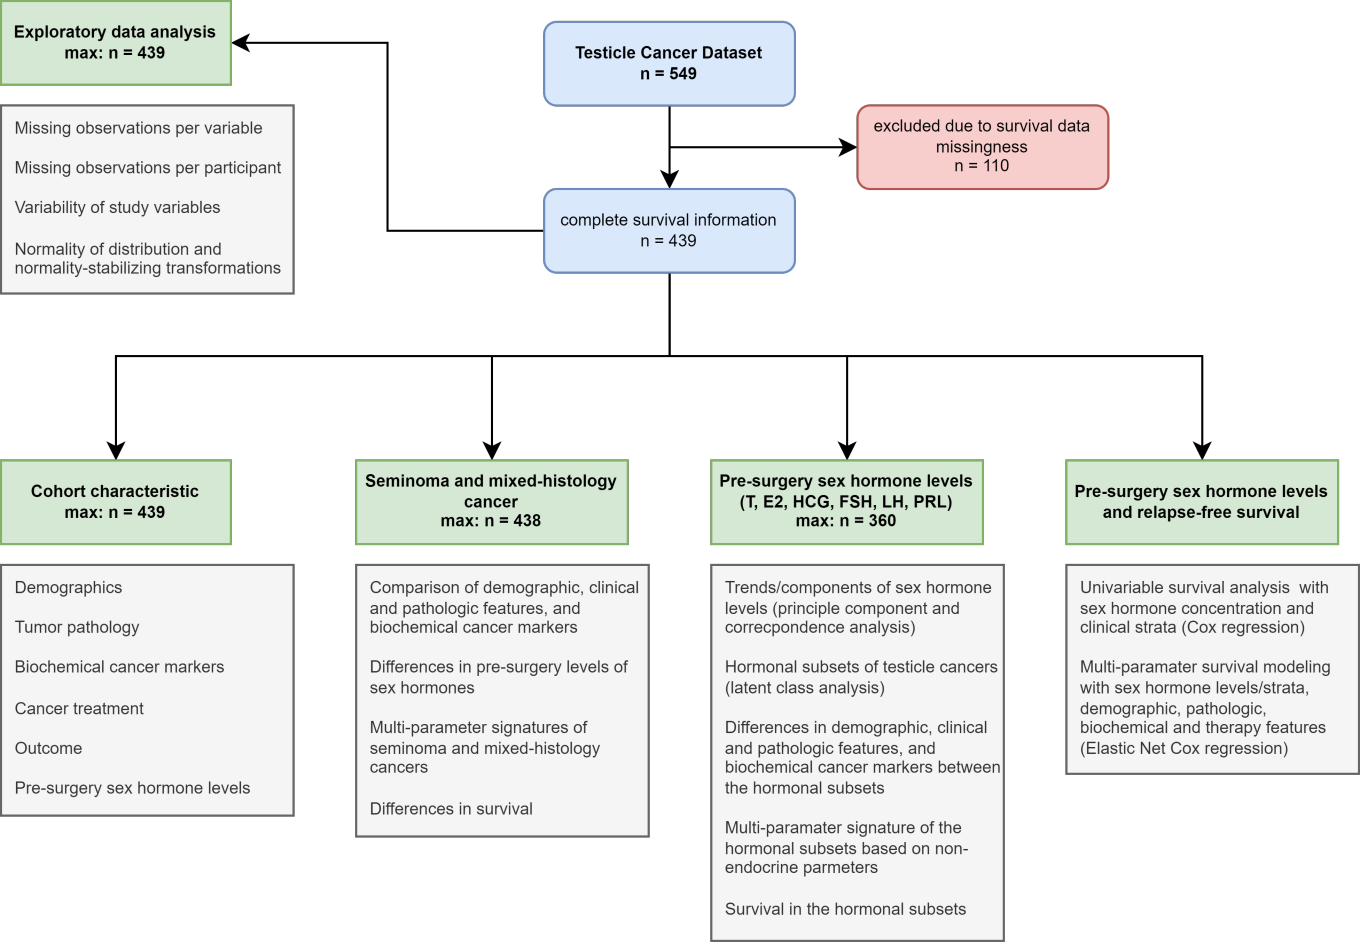 Exploratory data analysis
max: n = 439
Missing observations per variable
Missing observations per participant
Variability of study variables
Normality of distribution and
normality-stabilizing transformations
Testicle Cancer Dataset
n = 549
excluded due to survival data
missingness
n = 110
complete survival information
n = 439
Cohort characteristic
max: n = 439
Demographics
Tumor pathology
Biochemical cancer markers
Cancer treatment
Outcome
Pre-surgery sex hormone levels
Seminoma and mixed-histology
cancer
max: n = 438
Comparison of demographic, clinical
and pathologic features, and
biochemical cancer markers
Differences in pre-surgery levels of
sex hormones
Multi-parameter signatures of
seminoma and mixed-histology
cancers
Differences in survival
Pre-surgery sex hormone levels
(T, E2, HCG, FSH, LH, PRL)
max: n = 360
Trends/components of sex hormone
levels (principle component and
correcpondence analysis)
Hormonal subsets of testicle cancers
(latent class analysis)
Differences in demographic, clinical
and pathologic features, and
biochemical cancer markers between
the hormonal subsets
Multi-paramater signature of the
hormonal subsets based on non-
endocrine parmeters
Survival in the hormonal subsets
Pre-surgery sex hormone levels
and relapse-free survival
Univariable survival analysis with
sex hormone concentration and
clinical strata (Cox regression)
Multi-paramater survival modeling
with sex hormone levels/strata,
demographic, pathologic,
biochemical and therapy features
(Elastic Net Cox regression)